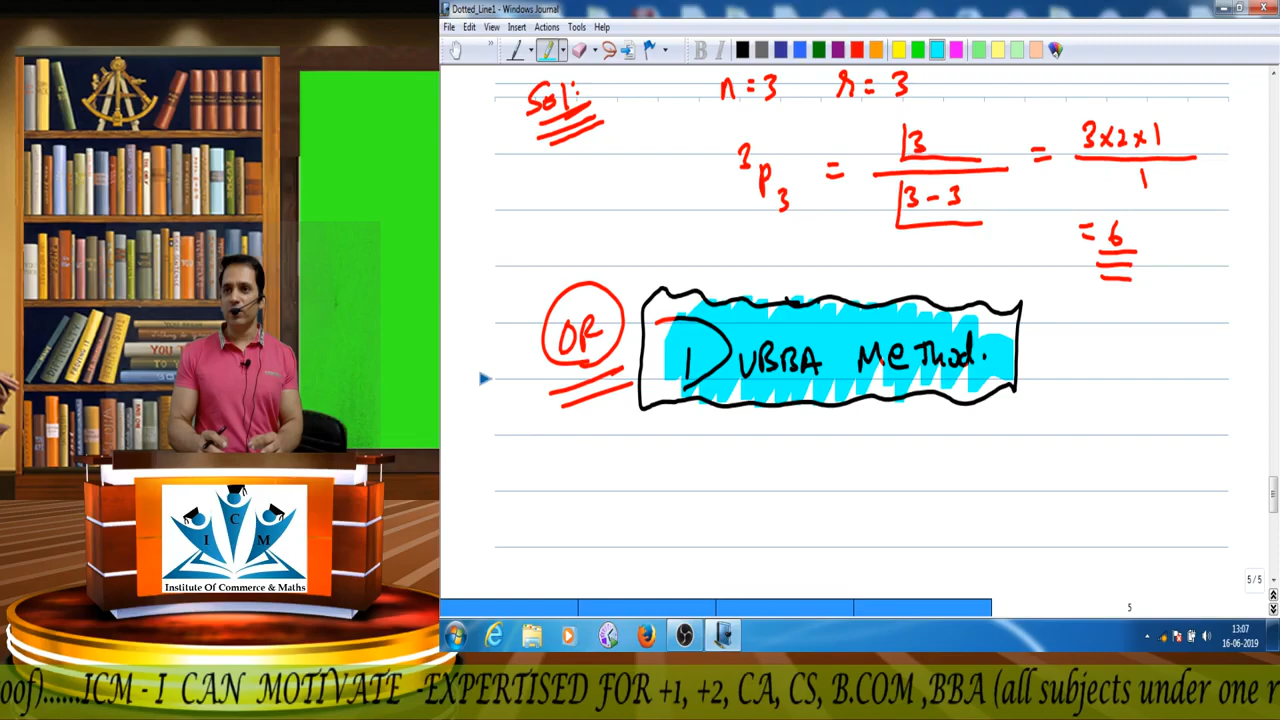 Dotted_Line1 - Windows Journal
File Edit View Insert Actions Tools Help
B I
Sol:
n = 3 r = 3
3P3 = |3 / |3 - 3 = 3×2×1 / 1
= 6
OR
DUBBA METHOD.
I C M
Institute Of Commerce & Maths
5/5
5
13:07
16-06-2019
oof)......ICM - I CAN MOTIVATE -EXPERTISED FOR +1, +2, CA, CS, B.COM ,BBA (all subjects under one r